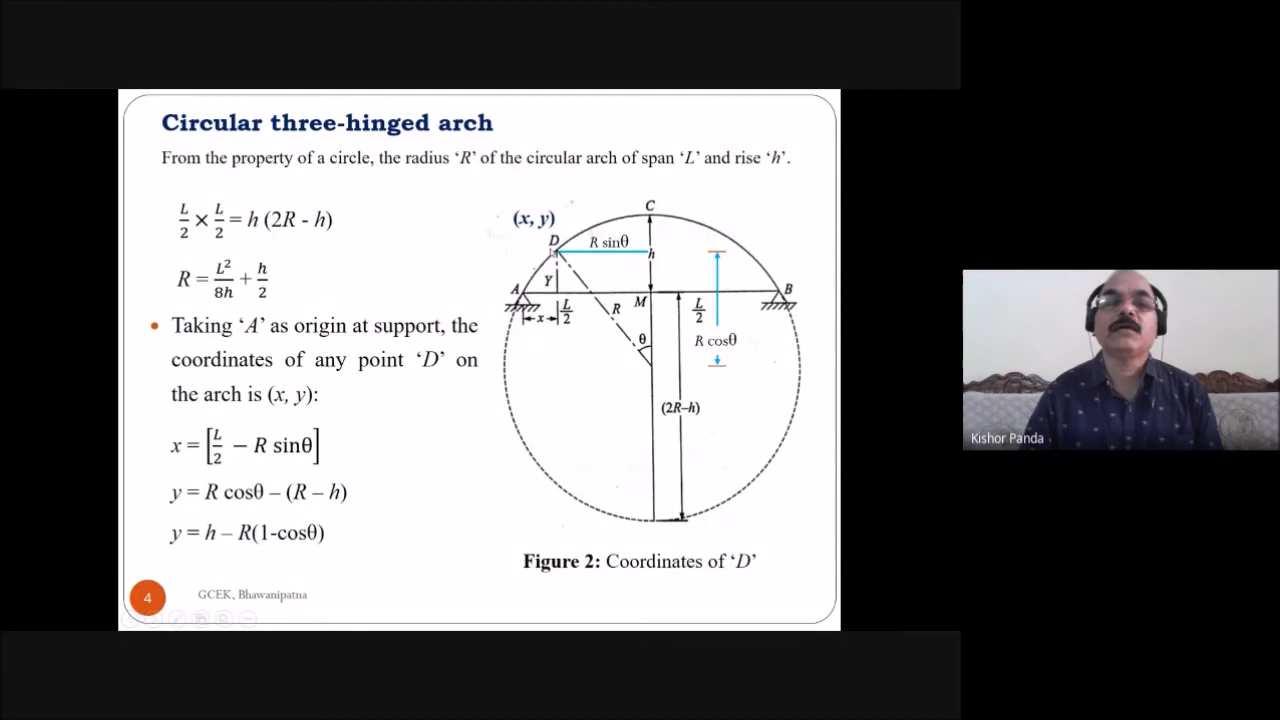 Circular three-hinged arch
From the property of a circle, the radius ‘R’ of the circular arch of span ‘L’ and rise ‘h’.
L/2 × L/2 = h (2R - h)
R = L²/8h + h/2
• Taking ‘A’ as origin at support, the
coordinates of any point ‘D’ on
the arch is (x, y):
x = [L/2 − R sinθ]
y = R cosθ – (R – h)
y = h – R(1-cosθ)
C
(x, y)
D
R sinθ
h
Y
A
B
M
x
L/2
R
L/2
θ
R cosθ
(2R–h)
Figure 2: Coordinates of ‘D’
4
GCEK, Bhawanipatna
Kishor Panda